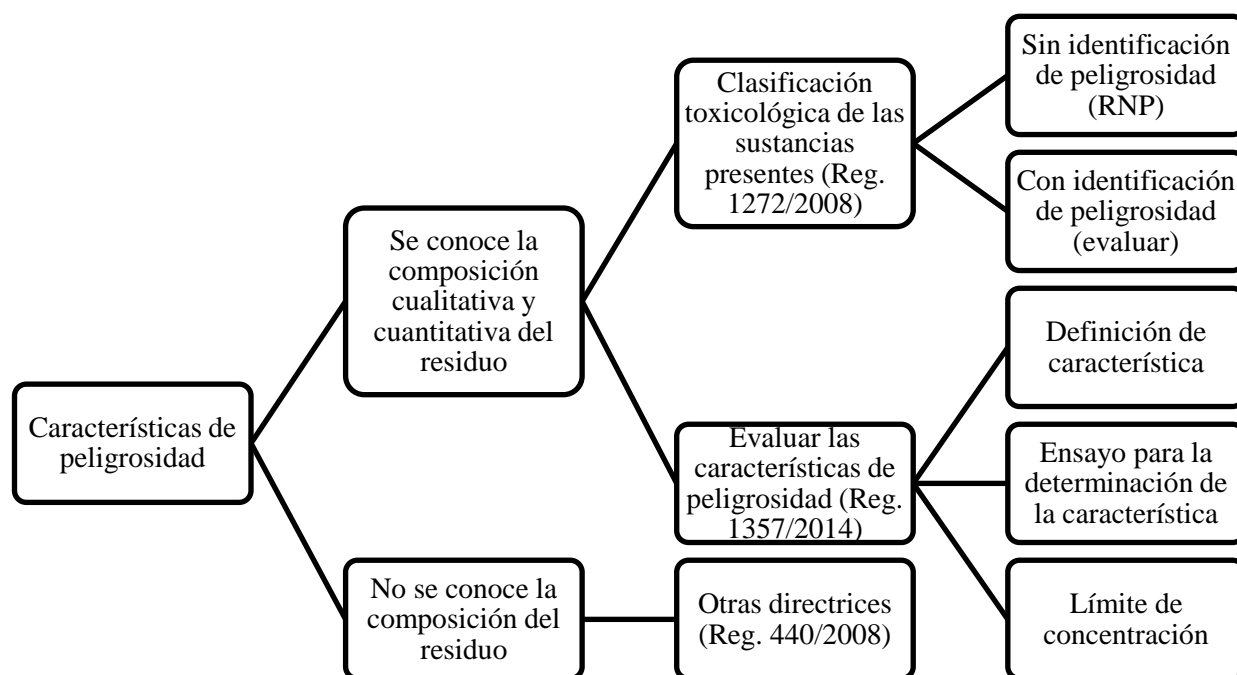 Características de
peligrosidad
Se conoce la
composición
cualitativa y
cuantitativa del
residuo
Clasificación
toxicológica de las
sustancias
presentes (Reg.
1272/2008)
Sin identificación
de peligrosidad
(RNP)
Con identificación
de peligrosidad
(evaluar)
Evaluar las
características de
peligrosidad (Reg.
1357/2014)
Definición de
característica
Ensayo para la
determinación de
la característica
Límite de
concentración
No se conoce la
composición del
residuo
Otras directrices
(Reg. 440/2008)